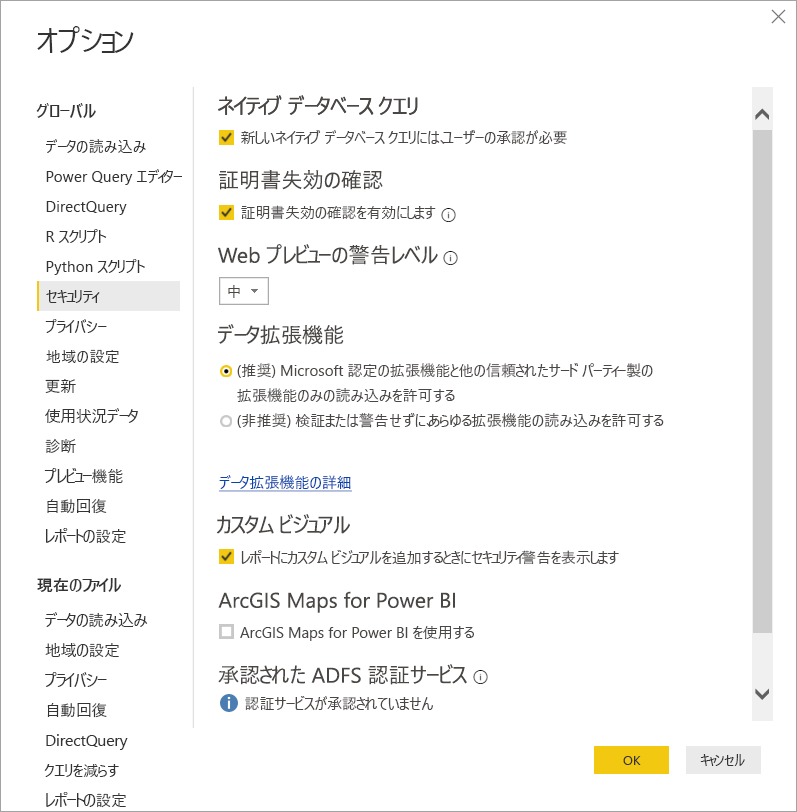 オプション
グローバル
データの読み込み
Power Query エディター
DirectQuery
R スクリプト
Python スクリプト
セキュリティ
プライバシー
地域の設定
更新
使用状況データ
診断
プレビュー機能
自動回復
レポートの設定
現在のファイル
データの読み込み
地域の設定
プライバシー
自動回復
DirectQuery
クエリを減らす
レポートの設定
ネイティブ データベース クエリ
新しいネイティブ データベース クエリには、ユーザーの承認が必要
証明書失効の確認
証明書失効の確認を有効にします
Web プレビューの警告レベル
中
データ拡張機能
(推奨) Microsoft 認定の拡張機能と他の信頼されたサード パーティー製の
拡張機能のみの読み込みを許可する
(非推奨) 検証または警告せずに、あらゆる拡張機能の読み込みを許可する
データ拡張機能の詳細
カスタム ビジュアル
レポートにカスタム ビジュアルを追加するときにセキュリティ警告を表示します
ArcGIS Maps for Power BI
ArcGIS Maps for Power BI を使用する
承認された ADFS 認証サービス
認証サービスが承認されていません
OK
キャンセル